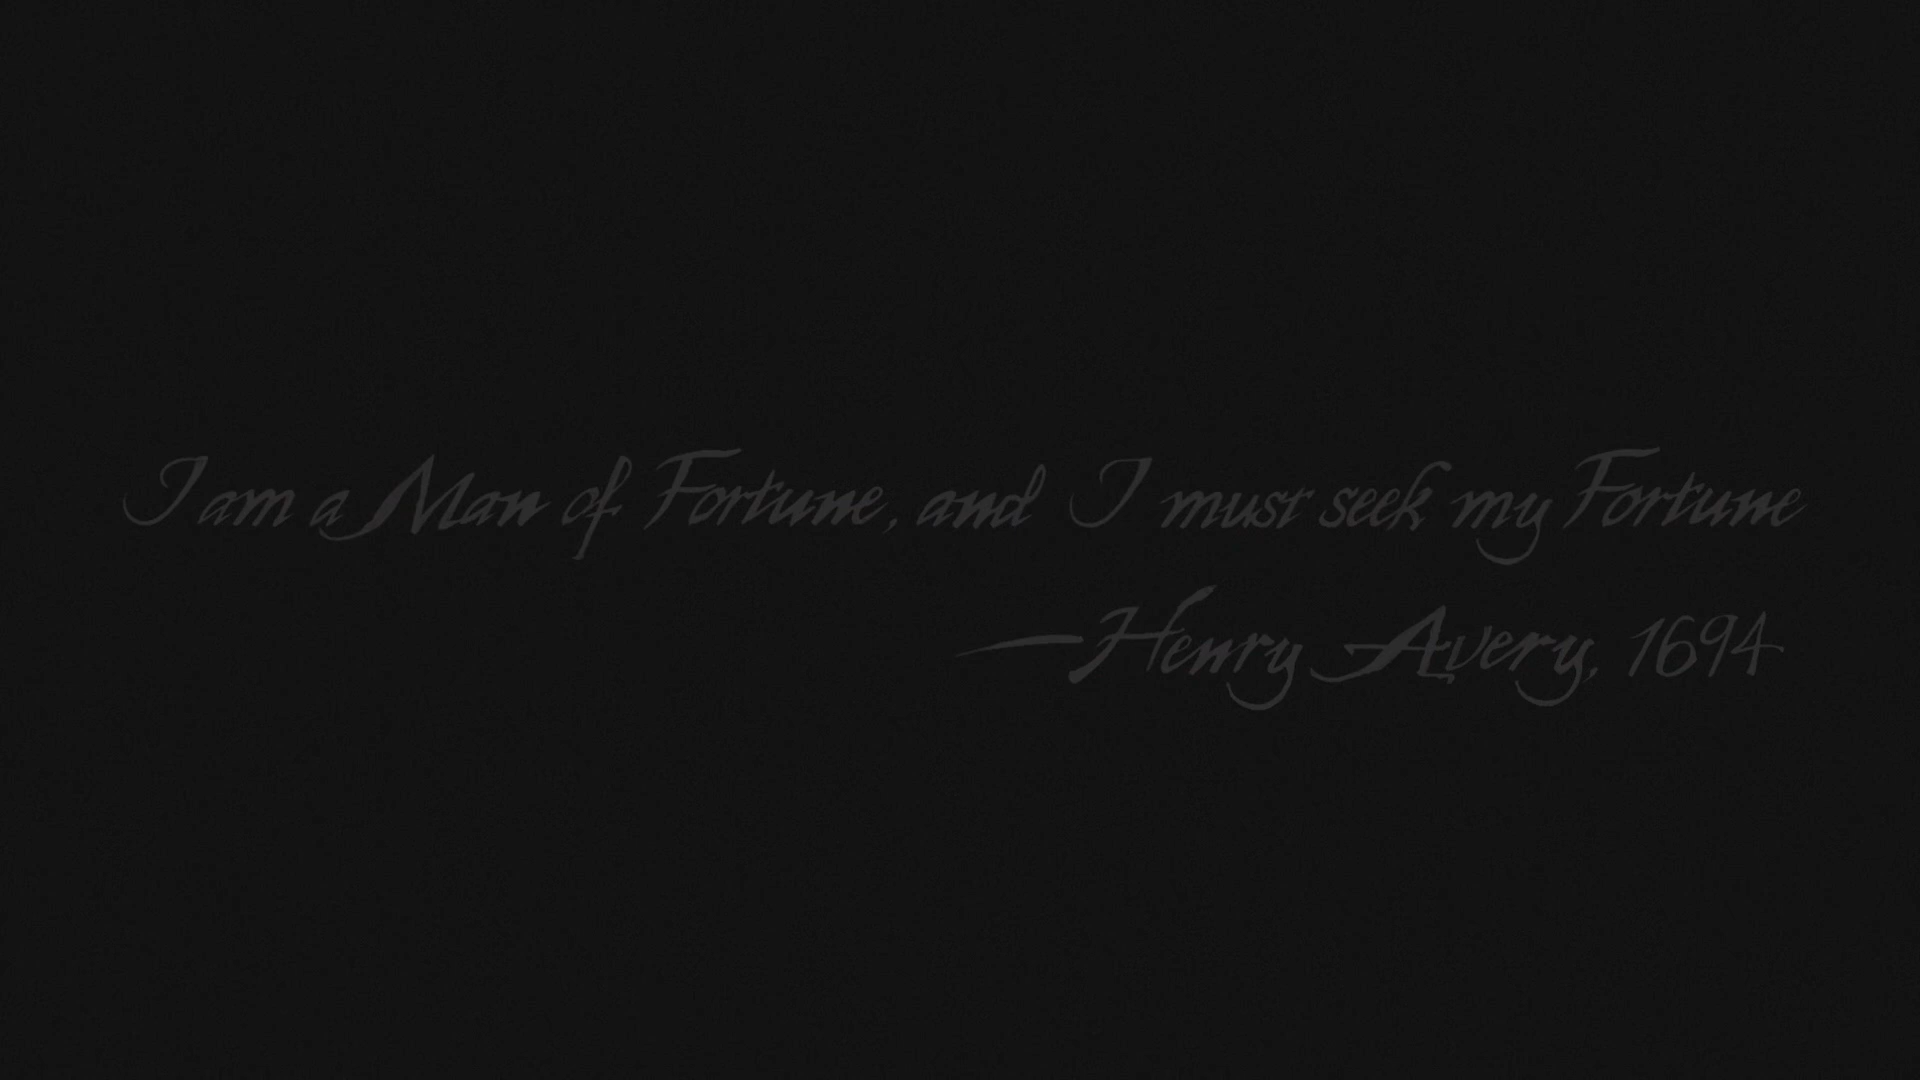 I am a Man of Fortune, and I must seek my Fortune
—Henry Avery, 1694